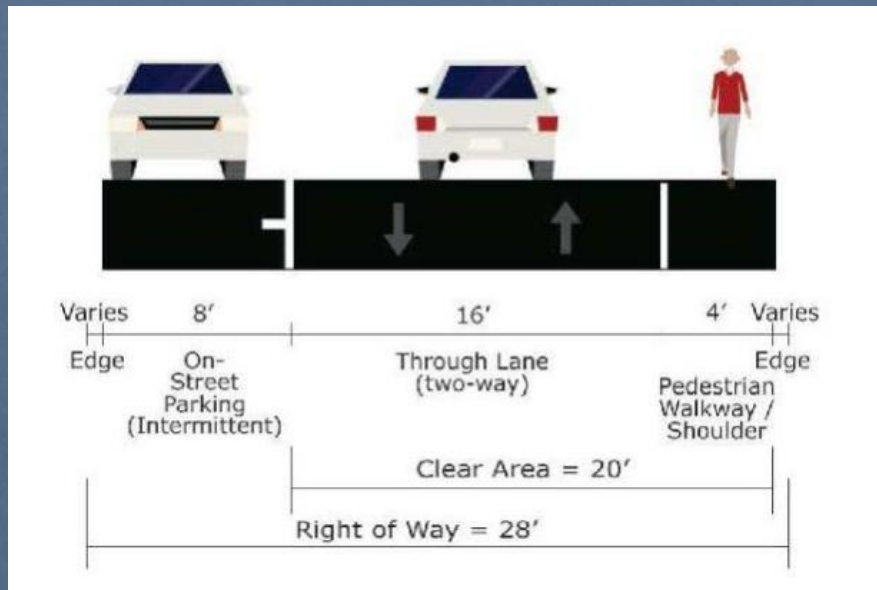 Varies 8′ 16′ 4′ Varies
Edge On- Through Lane Edge
Street (two-way) Pedestrian
Parking Walkway /
(Intermittent) Shoulder
Clear Area = 20′
Right of Way = 28′